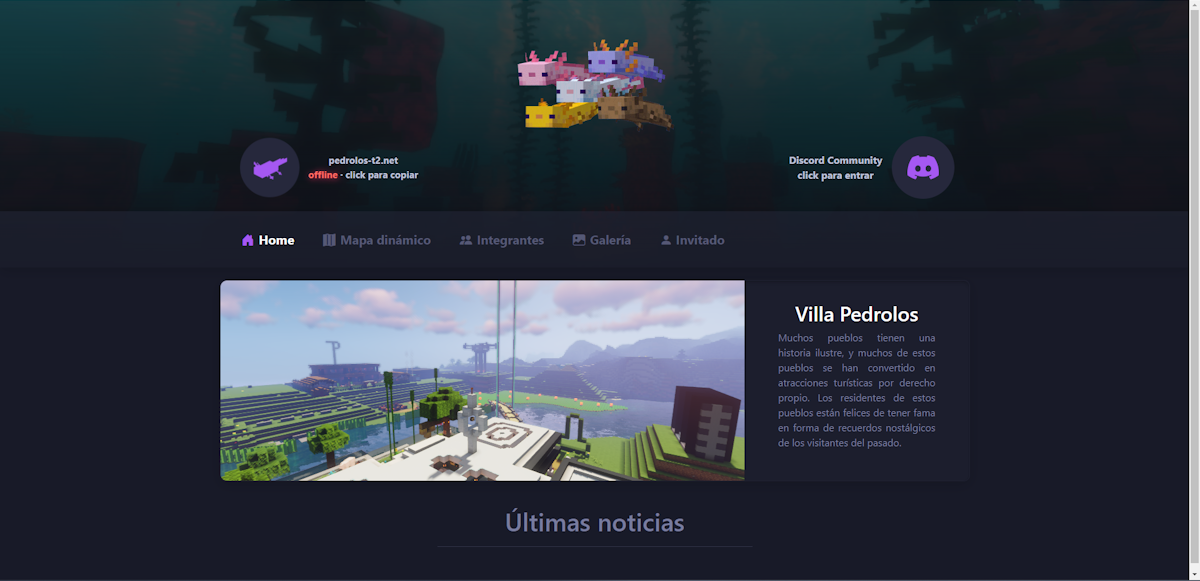 pedrolos-t2.net
offline - click para copiar
Discord Community
click para entrar
Home Mapa dinámico Integrantes Galería Invitado
Villa Pedrolos
Muchos pueblos tienen una
historia ilustre, y muchos de estos
pueblos se han convertido en
atracciones turísticas por derecho
propio. Los residentes de estos
pueblos están felices de tener fama
en forma de recuerdos nostálgicos
de los visitantes del pasado.
Últimas noticias